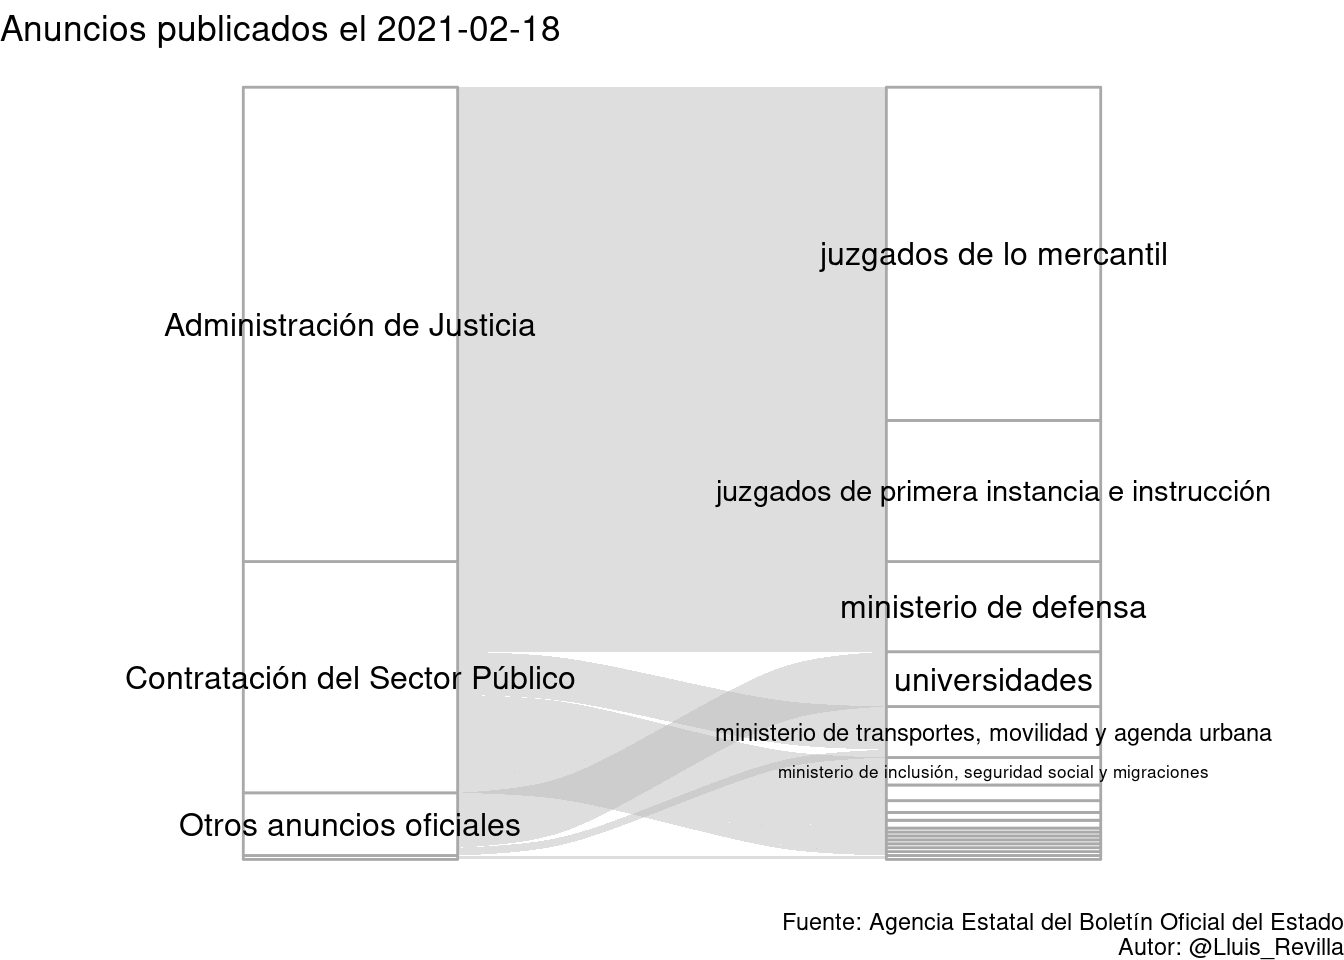 Anuncios publicados el 2021-02-18
juzgados de lo mercantil
Administración de Justicia
juzgados de primera instancia e instrucción
ministerio de defensa
Contratación del Sector Público
universidades
ministerio de transportes, movilidad y agenda urbana
ministerio de inclusión, seguridad social y migraciones
Otros anuncios oficiales
Fuente: Agencia Estatal del Boletín Oficial del Estado
Autor: @Lluis_Revilla